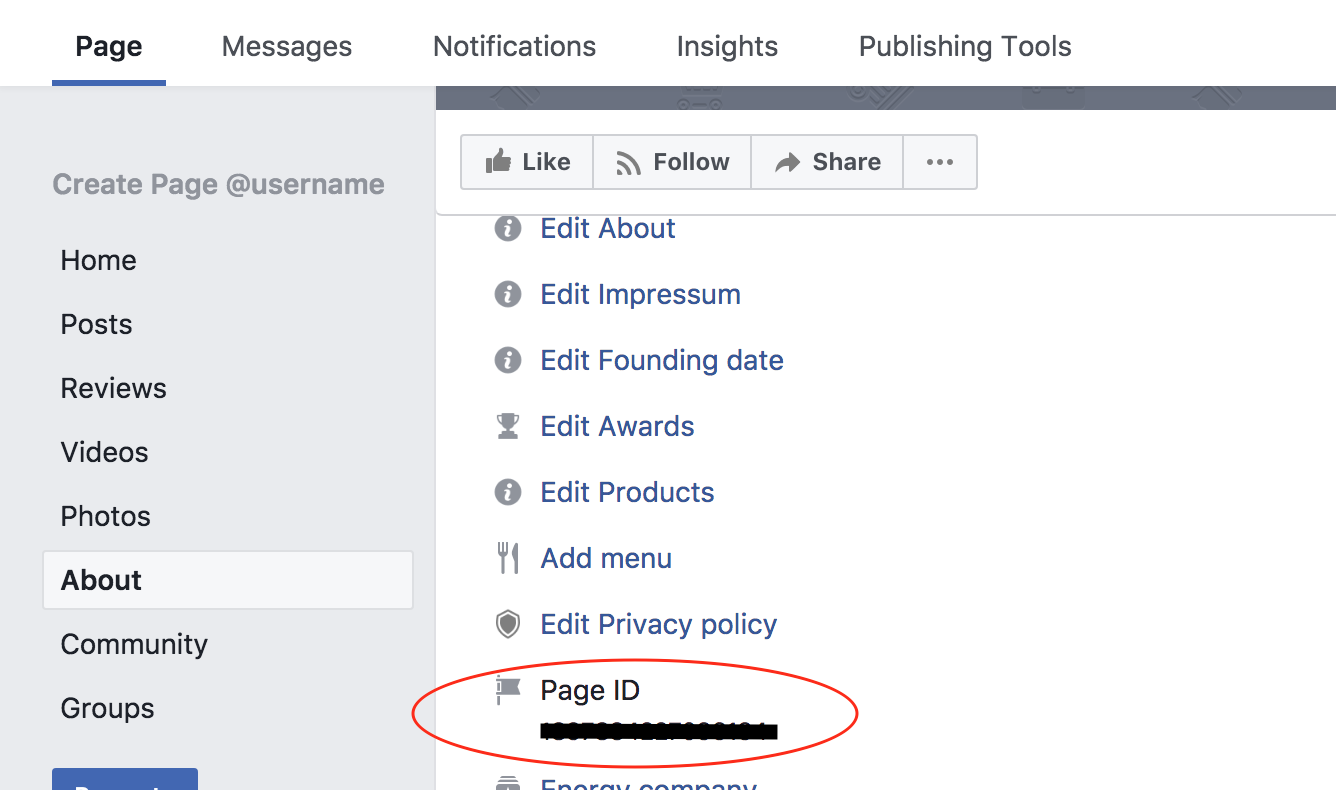 Page Messages Notifications Insights Publishing Tools
Like Follow Share
Create Page @username
Home
Posts
Reviews
Videos
Photos
About
Community
Groups
Edit About
Edit Impressum
Edit Founding date
Edit Awards
Edit Products
Add menu
Edit Privacy policy
Page ID
Energy company